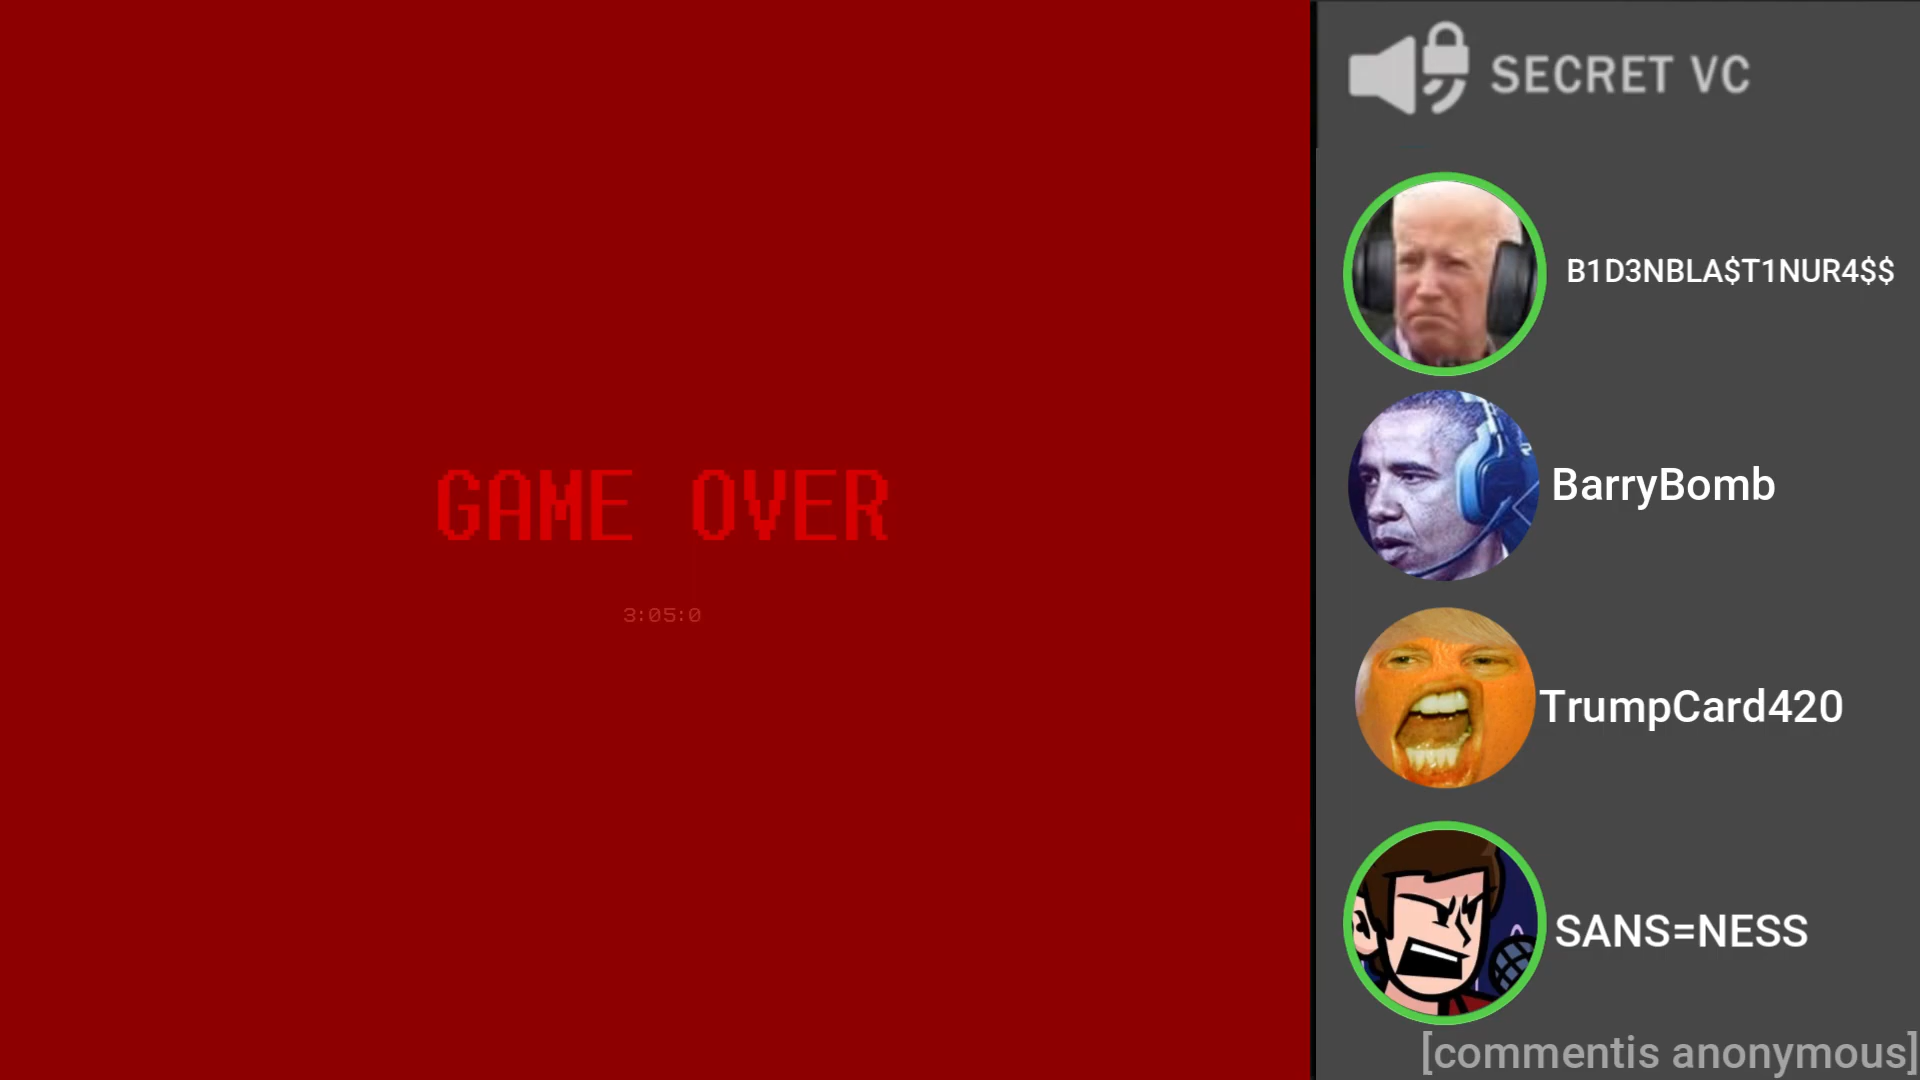 GAME OVER
3:05:0
SECRET VC
B1D3NBLA$T1NUR4$$
BarryBomb
TrumpCard420
SANS=NESS
[commentis anonymous]